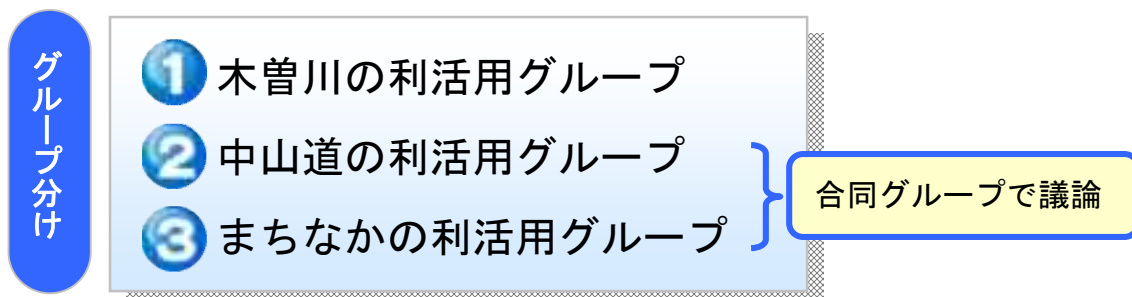 グループ分け
① 木曽川の利活用グループ
② 中山道の利活用グループ
③ まちなかの利活用グループ
合同グループで議論